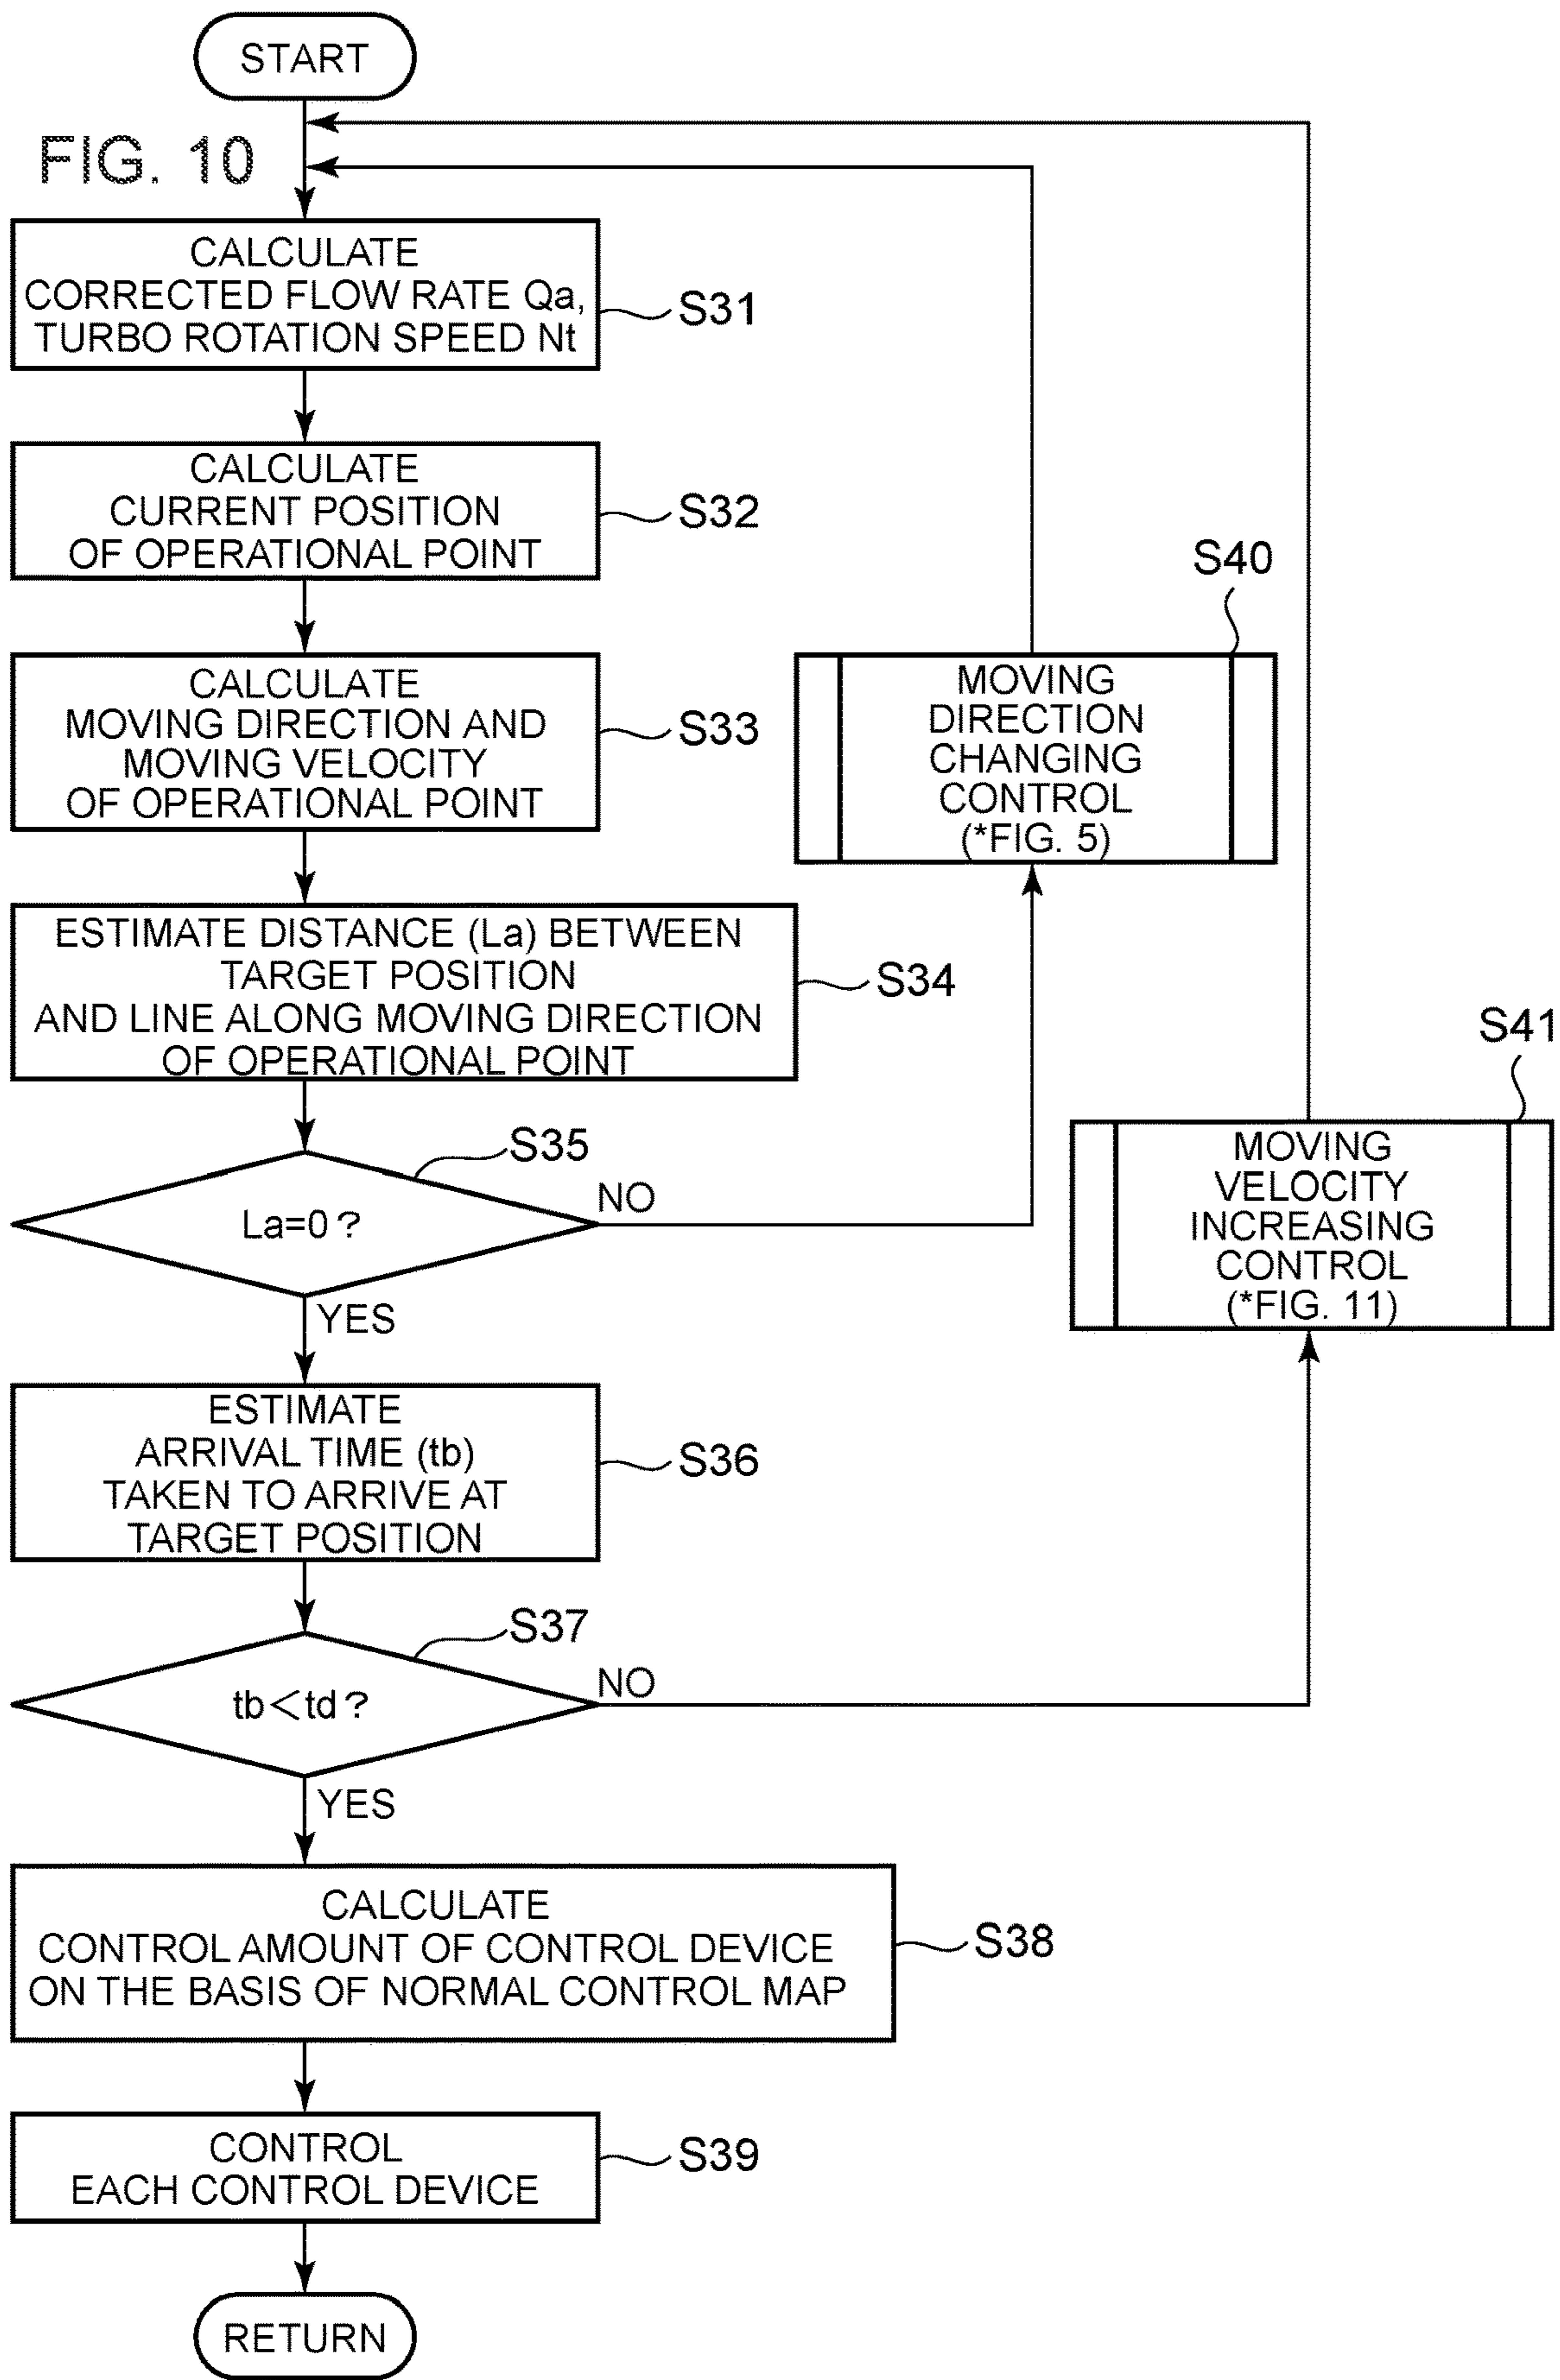 START
FIG. 10
CALCULATE
CORRECTED FLOW RATE Qa,
TURBO ROTATION SPEED Nt
S31
CALCULATE
CURRENT POSITION
OF OPERATIONAL POINT
S32
CALCULATE
MOVING DIRECTION AND
MOVING VELOCITY
OF OPERATIONAL POINT
S33
S40
MOVING
DIRECTION
CHANGING
CONTROL
(*FIG. 5)
ESTIMATE DISTANCE (La) BETWEEN
TARGET POSITION
AND LINE ALONG MOVING DIRECTION
OF OPERATIONAL POINT
S34
S41
MOVING
VELOCITY
INCREASING
CONTROL
(*FIG. 11)
S35
La=0?
NO
YES
ESTIMATE
ARRIVAL TIME (tb)
TAKEN TO ARRIVE AT
TARGET POSITION
S36
S37
tb<td?
NO
YES
CALCULATE
CONTROL AMOUNT OF CONTROL DEVICE
ON THE BASIS OF NORMAL CONTROL MAP
S38
CONTROL
EACH CONTROL DEVICE
S39
RETURN